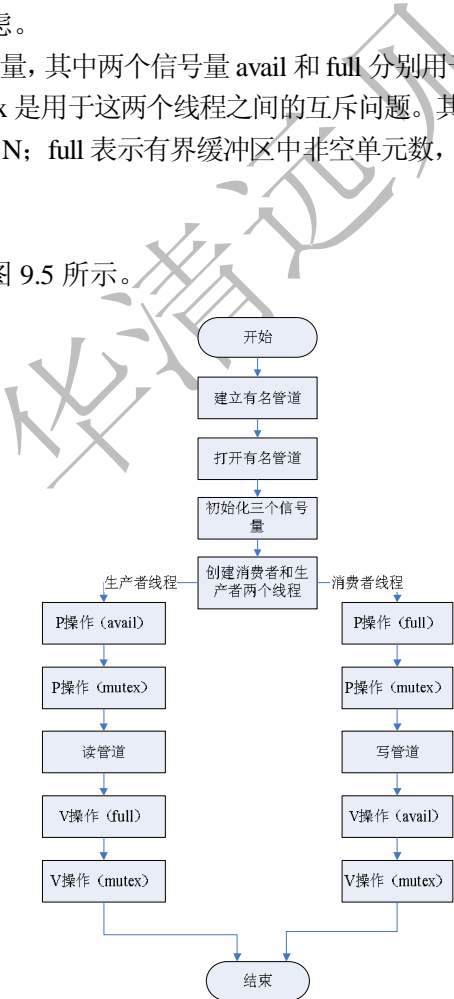 虑。
量,其中两个信号量 avail 和 full 分别用于
x 是用于这两个线程之间的互斥问题。其
N；full 表示有界缓冲区中非空单元数，
图 9.5 所示。
华清远见
开始
建立有名管道
打开有名管道
初始化三个信号
量
创建消费者和生
产者两个线程
生产者线程
消费者线程
P操作（avail）
P操作（full）
P操作（mutex）
P操作（mutex）
读管道
写管道
V操作（full）
V操作（avail）
V操作（mutex）
V操作（mutex）
结束